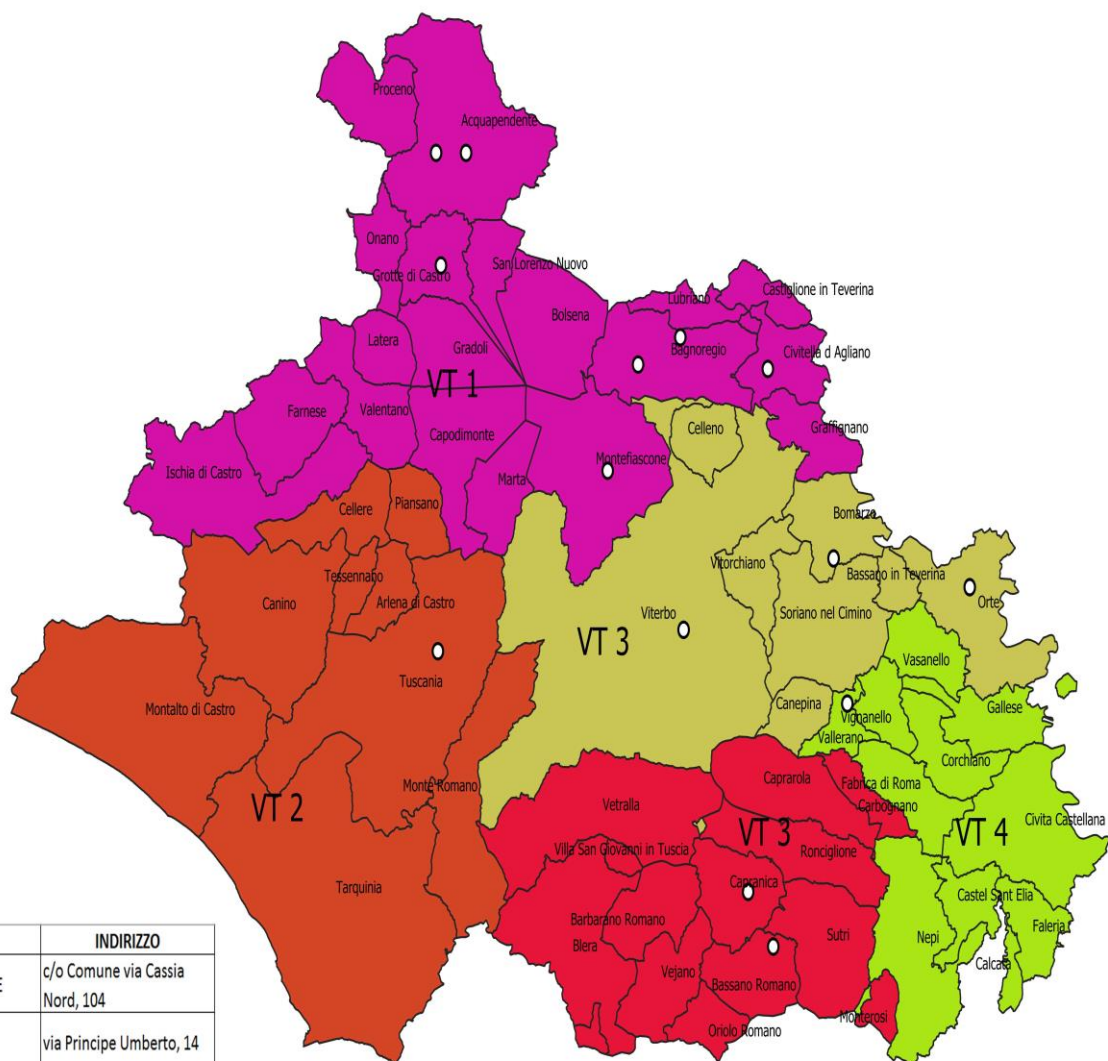 Proceno
Acquapendente
Onano
Grotte di Castro
San Lorenzo Nuovo
Castiglione in Teverina
Lubriano
Bolsena
Latera
Gradoli
Bagnoregio
Civitella d Agliano
VT 1
Farnese
Valentano
Capodimonte
Graffignano
Celleno
Ischia di Castro
Marta
Montefiascone
Cellere
Piansano
Bomarzo
Tessennano
Arlena di Castro
Vitorchiano
Bassano in Teverina
Canino
Viterbo
Soriano nel Cimino
Orte
VT 3
Tuscania
Vasanello
Montalto di Castro
Canepina
Vignanello
Gallese
Vallerano
Corchiano
Monte Romano
Caprarola
Fabrica di Roma
VT 2
Vetralla
Carbognano
Civita Castellana
VT 3
VT 4
Villa San Giovanni in Tuscia
Ronciglione
Tarquinia
Capranica
Castel Sant Elia
Barbarano Romano
Sutri
Nepi
Faleria
Blera
Calcata
Vejano
Bassano Romano
Monterosi
Oriolo Romano
INDIRIZZO
E
c/o Comune via Cassia
Nord, 104
via Principe Umberto, 14